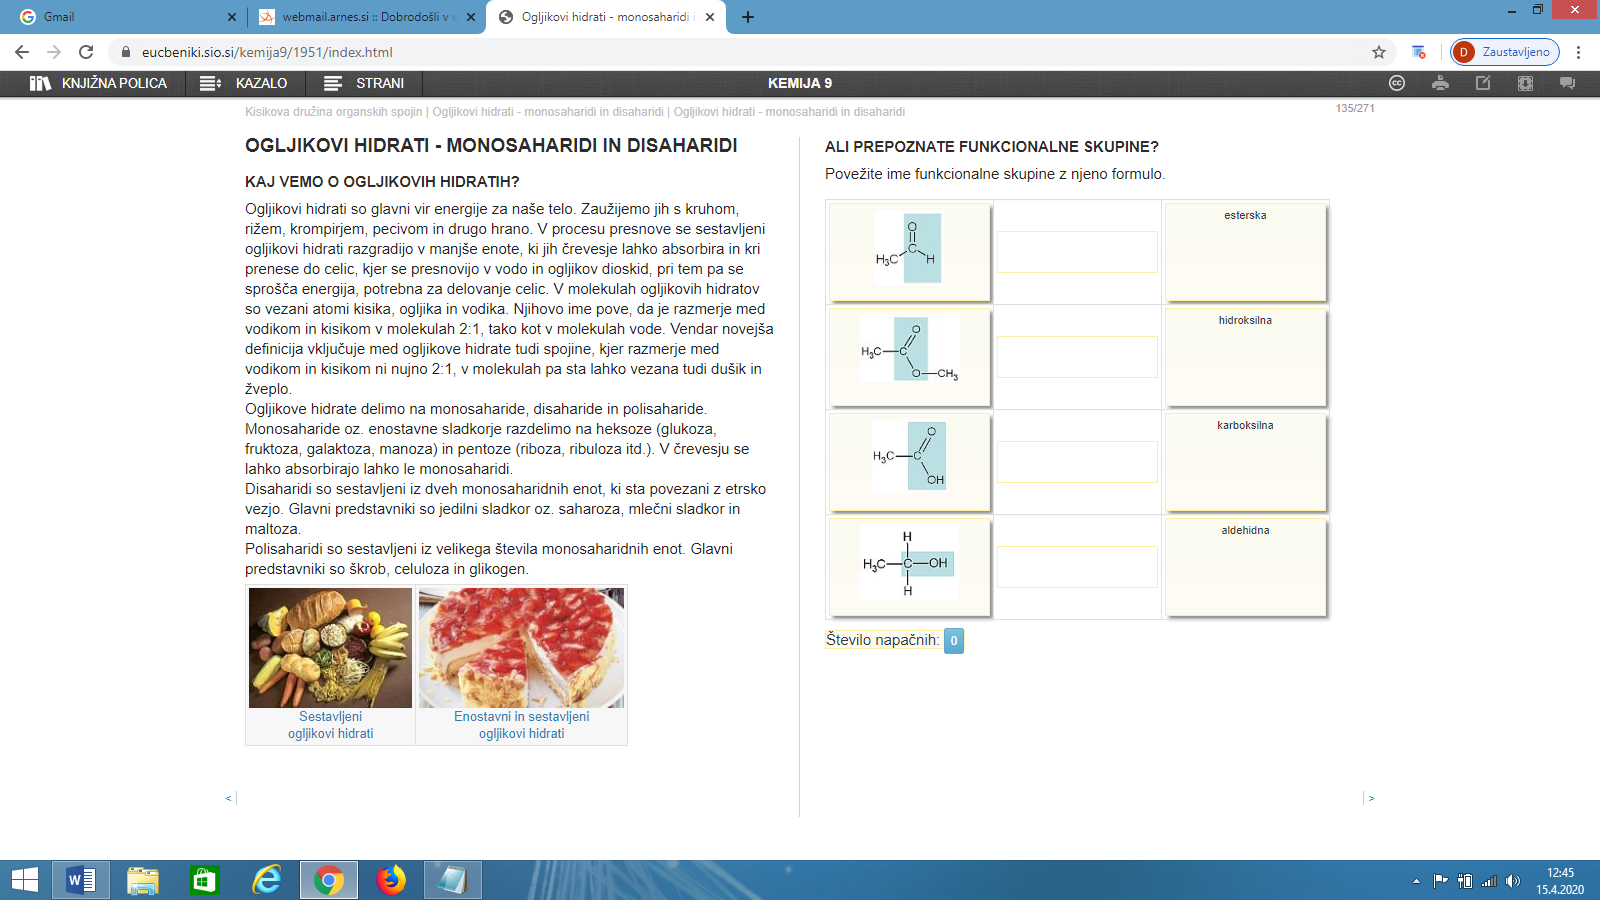 Gmail
webmail.arnes.si :: Dobrodošli v
Ogljikovi hidrati - monosaharidi
eucbeniki.sio.si/kemija9/1951/index.html
D Zaustavljeno
KNJIŽNA POLICA
KAZALO
STRANI
KEMIJA 9
Kisikova družina organskih spojin | Ogljikovi hidrati - monosaharidi in disaharidi | Ogljikovi hidrati - monosaharidi in disaharidi
135/271
OGLJIKOVI HIDRATI - MONOSAHARIDI IN DISAHARIDI
KAJ VEMO O OGLJIKOVIH HIDRATIH?
Ogljikovi hidrati so glavni vir energije za naše telo. Zaužijemo jih s kruhom,
rižem, krompirjem, pecivom in drugo hrano. V procesu presnove se sestavljeni
ogljikovi hidrati razgradijo v manjše enote, ki jih črevesje lahko absorbira in kri
prenese do celic, kjer se presnovijo v vodo in ogljikov dioskid, pri tem pa se
sprošča energija, potrebna za delovanje celic. V molekulah ogljikovih hidratov
so vezani atomi kisika, ogljika in vodika. Njihovo ime pove, da je razmerje med
vodikom in kisikom v molekulah 2:1, tako kot v molekulah vode. Vendar novejša
definicija vključuje med ogljikove hidrate tudi spojine, kjer razmerje med
vodikom in kisikom ni nujno 2:1, v molekulah pa sta lahko vezana tudi dušik in
žveplo.
Ogljikove hidrate delimo na monosaharide, disaharide in polisaharide.
Monosaharide oz. enostavne sladkorje razdelimo na heksoze (glukoza,
fruktoza, galaktoza, manoza) in pentoze (riboza, ribuloza itd.). V črevesju se
lahko absorbirajo lahko le monosaharidi.
Disaharidi so sestavljeni iz dveh monosaharidnih enot, ki sta povezani z etrsko
vezjo. Glavni predstavniki so jedilni sladkor oz. saharoza, mlečni sladkor in
maltoza.
Polisaharidi so sestavljeni iz velikega števila monosaharidnih enot. Glavni
predstavniki so škrob, celuloza in glikogen.
Sestavljeni
ogljikovi hidrati
Enostavni in sestavljeni
ogljikovi hidrati
<
ALI PREPOZNATE FUNKCIONALNE SKUPINE?
Povežite ime funkcionalne skupine z njeno formulo.
O
H₃C C H
esterska
O
H₃C C
O CH₃
hidroksilna
O
H₃C C
OH
karboksilna
H
H₃C C OH
H
aldehidna
Število napačnih: 0
>
12:45
15.4.2020